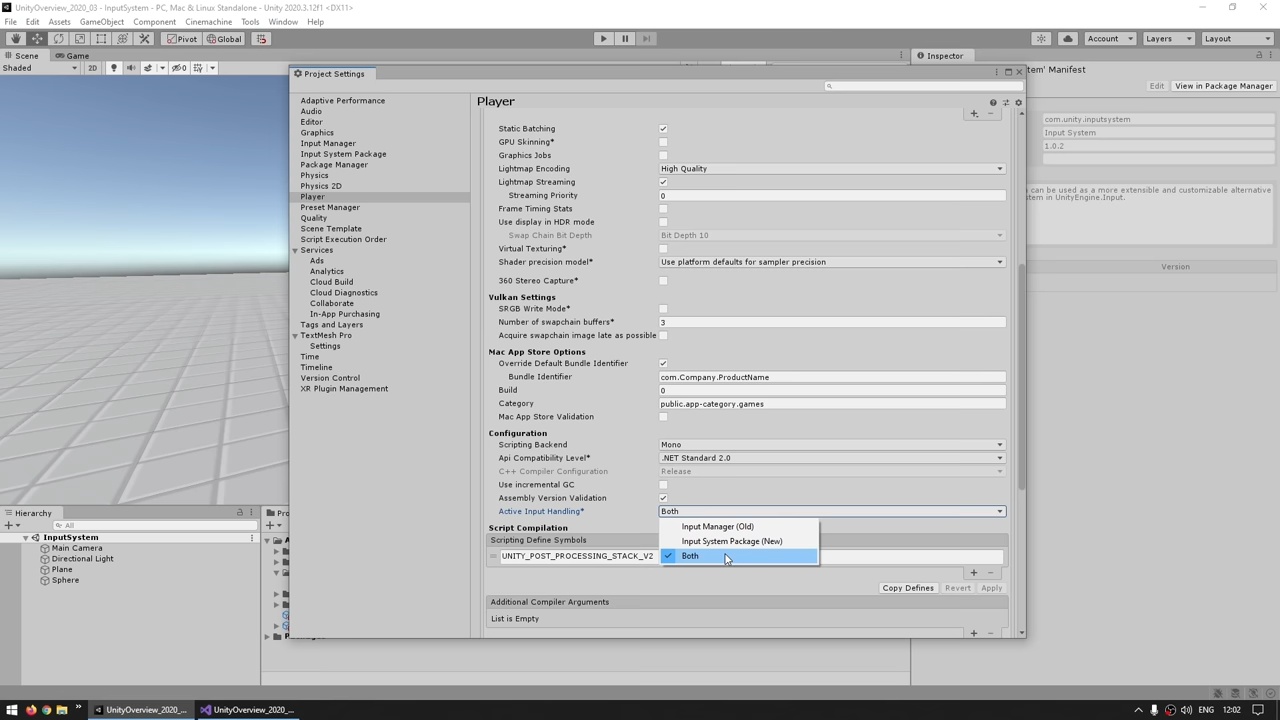 UnityOverview_2020_03 - InputSystem - PC, Mac & Linux Standalone - Unity 2020.3.12f1 <DX11>
File Edit Assets GameObject Component Cinemachine Tools Window Help
Pivot Global Account Layers Layout
Scene Game Inspector
Shaded 2D 0
Project Settings
Adaptive Performance
Audio
Editor
Graphics
Input Manager
Input System Package
Package Manager
Physics
Physics 2D
Player
Preset Manager
Quality
Scene Template
Script Execution Order
Services
Ads
Analytics
Cloud Build
Cloud Diagnostics
Collaborate
In-App Purchasing
Tags and Layers
TextMesh Pro
Settings
Time
Timeline
Version Control
XR Plugin Management
Player
Static Batching
GPU Skinning*
Graphics Jobs
Lightmap Encoding High Quality
Lightmap Streaming
Streaming Priority 0
Frame Timing Stats
Use display in HDR mode
Swap Chain Bit Depth Bit Depth 10
Virtual Texturing*
Shader precision model* Use platform defaults for sampler precision
360 Stereo Capture*
Vulkan Settings
SRGB Write Mode*
Number of swapchain buffers* 3
Acquire swapchain image late as possible
Mac App Store Options
Override Default Bundle Identifier
Bundle Identifier com.Company.ProductName
Build 0
Category public.app-category.games
Mac App Store Validation
Configuration
Scripting Backend Mono
Api Compatibility Level* .NET Standard 2.0
C++ Compiler Configuration Release
Use incremental GC
Assembly Version Validation
Active Input Handling* Both
Input Manager (Old)
Input System Package (New)
Both
Script Compilation
Scripting Define Symbols
UNITY_POST_PROCESSING_STACK_V2
Copy Defines Revert Apply
Additional Compiler Arguments
List is Empty
tem' Manifest
Edit View in Package Manager
com.unity.inputsystem
Input System
1.0.2
can be used as a more extensible and customizable alternative
tem in UnityEngine.Input.
Version
Hierarchy
All
InputSystem
Main Camera
Directional Light
Plane
Sphere
UnityOverview_2020_... UnityOverview_2020_...
ENG 12:02